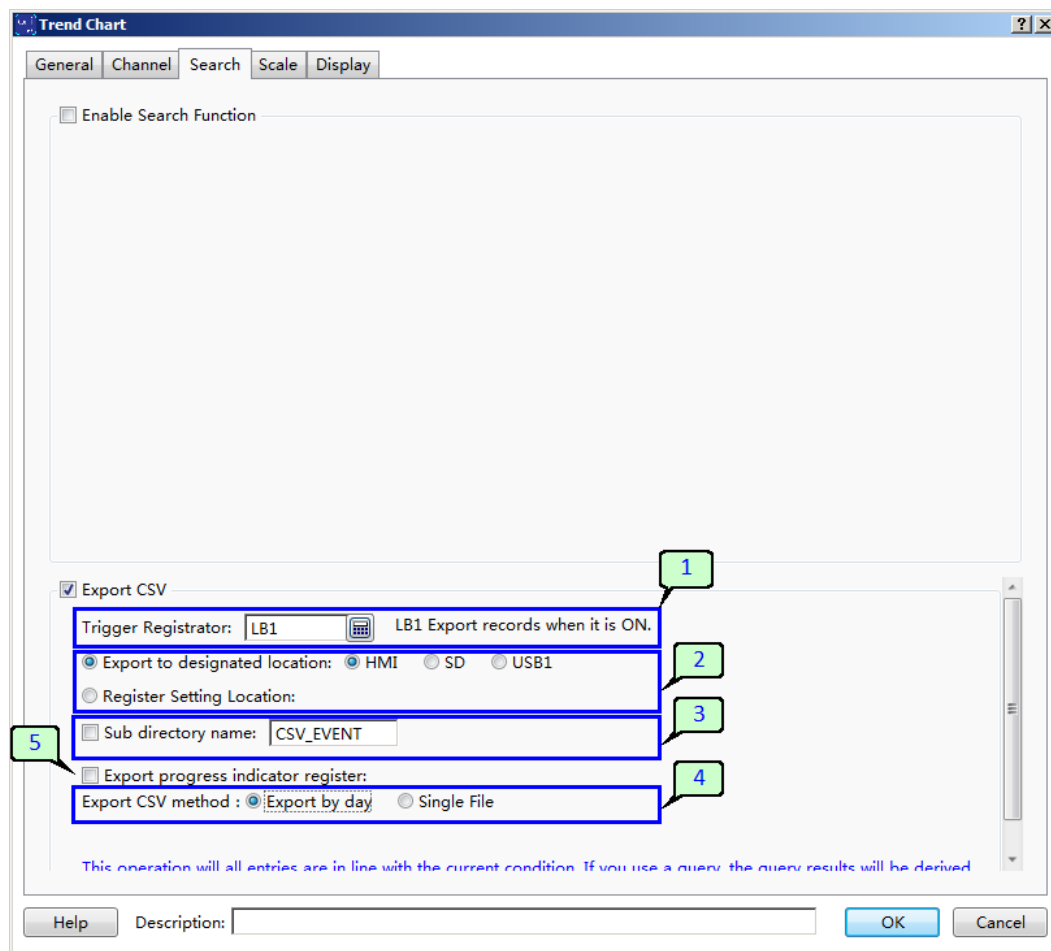 Trend Chart
General Channel Search Scale Display
Enable Search Function
1
Export CSV
Trigger Registrator: LB1 LB1 Export records when it is ON.
2
Export to designated location: HMI SD USB1
Register Setting Location:
3
Sub directory name: CSV_EVENT
5
Export progress indicator register:
4
Export CSV method : Export by day Single File
This operation will all entries are in line with the current condition. If you use a query, the query results will be derived
Help Description: OK Cancel